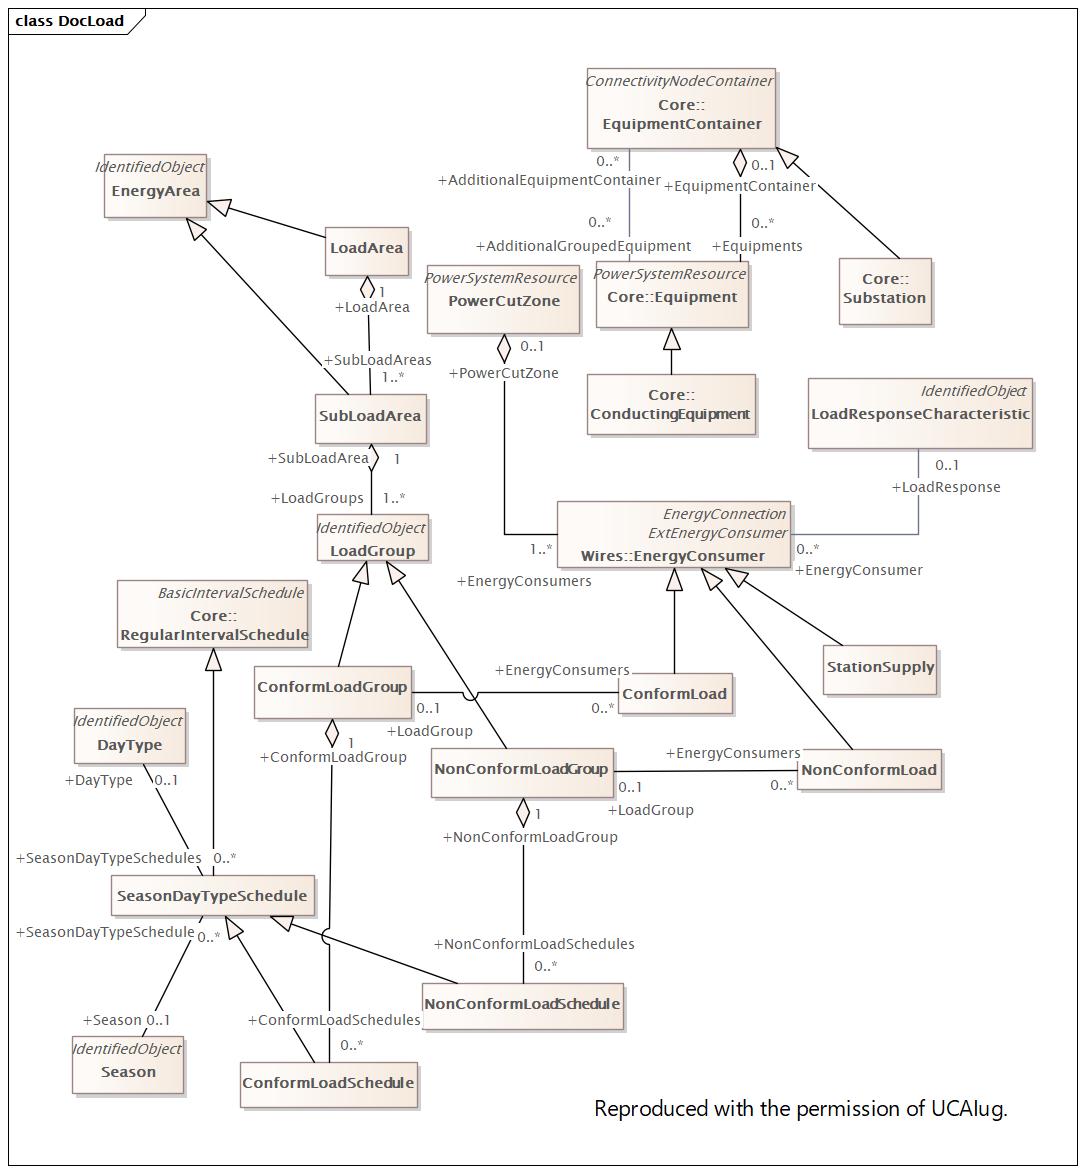 class DocLoad
ConnectivityNodeContainer
Core::
EquipmentContainer
0..*
0..1
+AdditionalEquipmentContainer
+EquipmentContainer
IdentifiedObject
EnergyArea
0..*
0..*
+AdditionalGroupedEquipment
+Equipments
LoadArea
1
+LoadArea
PowerSystemResource
PowerCutZone
PowerSystemResource
Core::Equipment
Core::
Substation
0..1
+PowerCutZone
+SubLoadAreas
1..*
Core::
ConductingEquipment
IdentifiedObject
LoadResponseCharacteristic
SubLoadArea
+SubLoadArea
1
0..1
+LoadResponse
+LoadGroups
1..*
IdentifiedObject
LoadGroup
EnergyConnection
ExtEnergyConsumer
Wires::EnergyConsumer
1..*
+EnergyConsumers
0..*
+EnergyConsumer
BasicIntervalSchedule
Core::
RegularIntervalSchedule
StationSupply
ConformLoadGroup
+EnergyConsumers
ConformLoad
0..1
+LoadGroup
0..*
IdentifiedObject
DayType
1
+ConformLoadGroup
+DayType
0..1
NonConformLoadGroup
+EnergyConsumers
NonConformLoad
0..1
+LoadGroup
0..*
1
+NonConformLoadGroup
+SeasonDayTypeSchedules
0..*
SeasonDayTypeSchedule
+SeasonDayTypeSchedule
0..*
+NonConformLoadSchedules
0..*
NonConformLoadSchedule
+Season
0..1
+ConformLoadSchedules
0..*
IdentifiedObject
Season
ConformLoadSchedule
Reproduced with the permission of UCAIug.